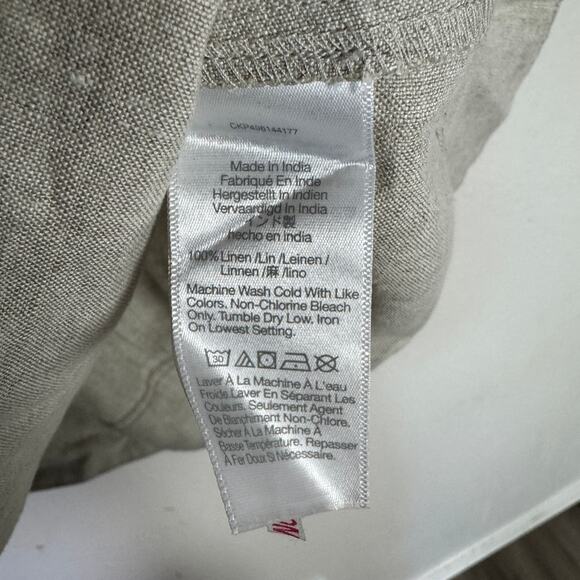 CKP498144177
Made in India
Fabriqué En Inde
Hergestellt In Indien
Vervaardigd In India
インド製
hecho en india
100% Linen /Lin /Leinen /
Linnen /麻 /lino
Machine Wash Cold With Like
Colors. Non-Chlorine Bleach
Only. Tumble Dry Low. Iron
On Lowest Setting.
30
Laver À La Machine À L'eau
Froide.Laver En Séparant Les
Couleurs. Seulement Agent
De Blanchiment Non-Chlore.
Sécher À La Machine À
Basse Température. Repasser
À Fer Doux Si Nécessaire.